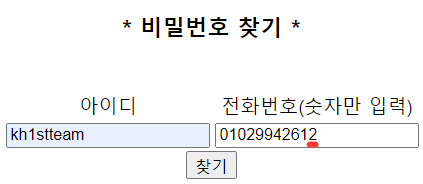 * 비밀번호 찾기 *
아이디 전화번호(숫자만 입력)
kh1stteam 01029942612
찾기